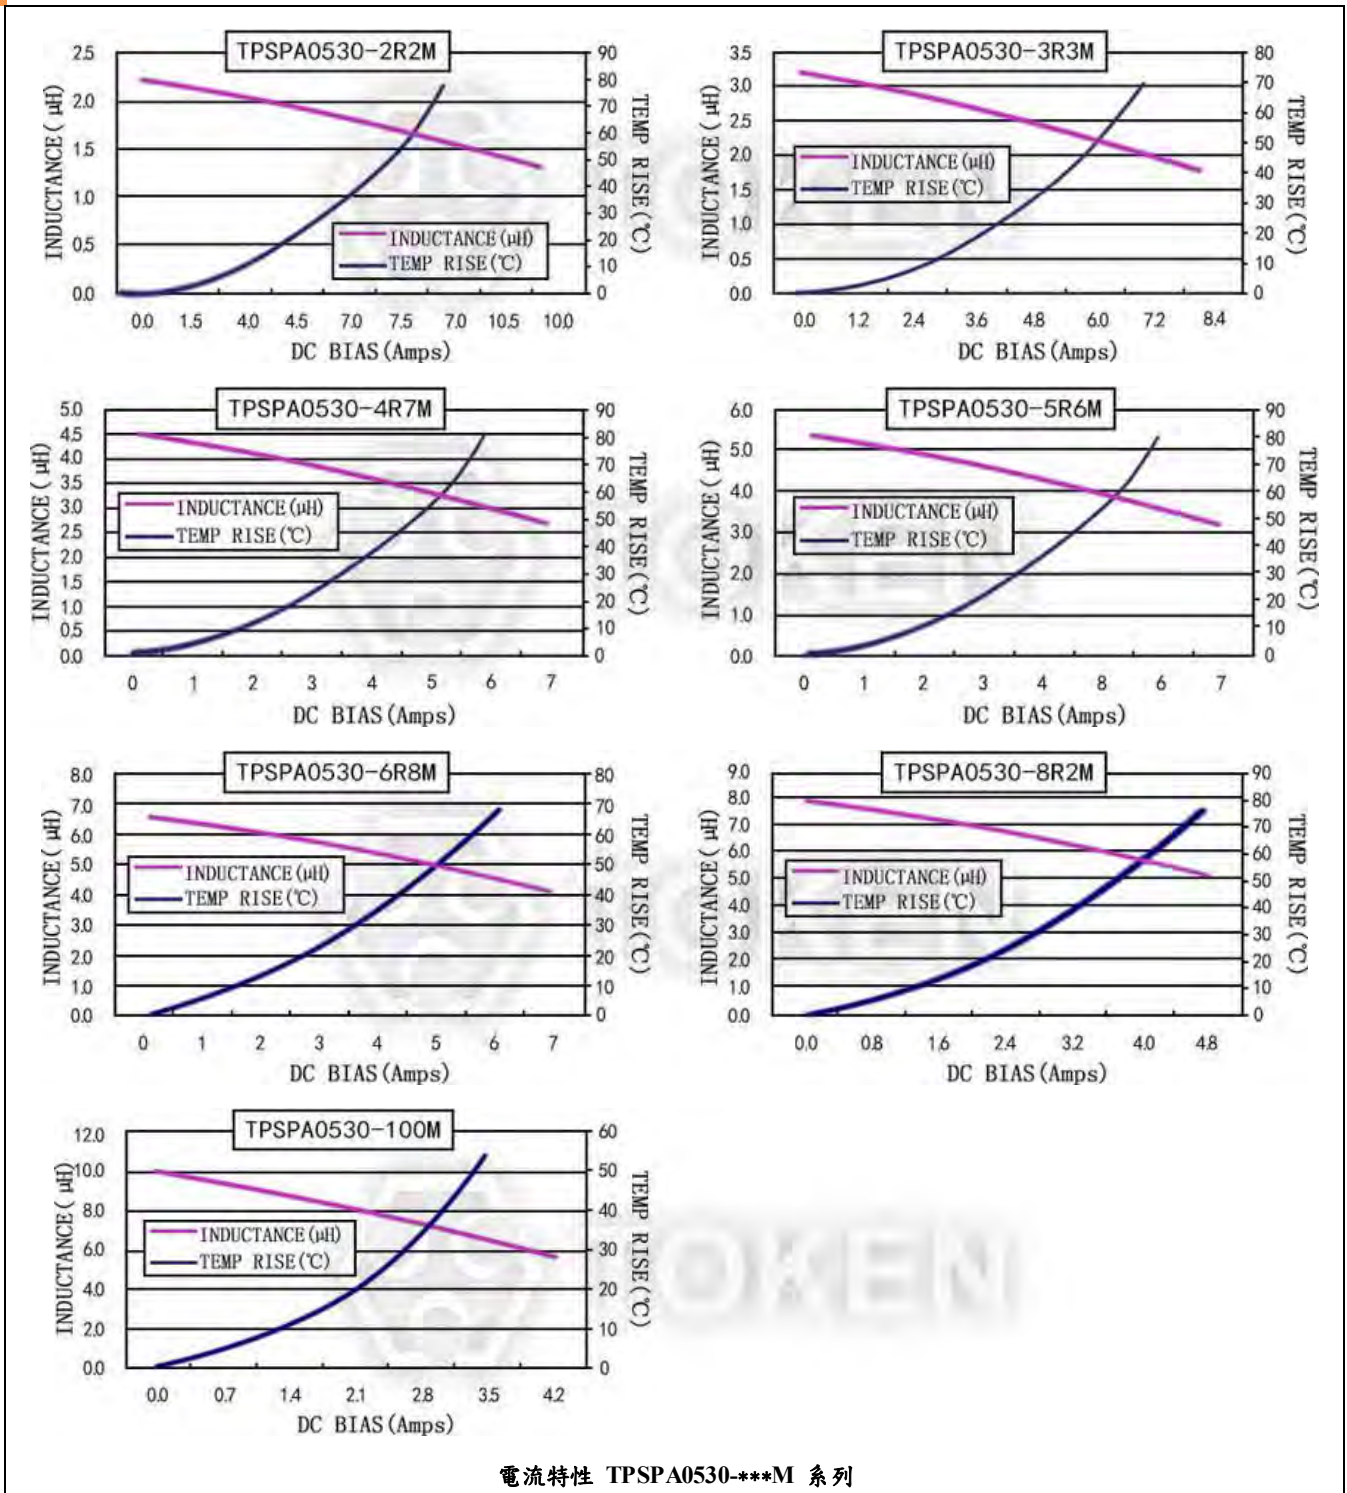 TPSPA0530-2R2M
INDUCTANCE( μH)
2.5
2.0
1.5
1.0
0.5
0.0
90
80
70
60
50
40
30
20
10
0
TEMP RISE(℃)
INDUCTANCE(μH)
TEMP RISE(℃)
0.0 1.5 4.0 4.5 7.0 7.5 7.0 10.5 10.0
DC BIAS(Amps)
TPSPA0530-3R3M
INDUCTANCE( μH)
3.5
3.0
2.5
2.0
1.5
1.0
0.5
0.0
80
70
60
50
40
30
20
10
0
TEMP RISE(℃)
INDUCTANCE(μH)
TEMP RISE(℃)
0.0 1.2 2.4 3.6 4.8 6.0 7.2 8.4
DC BIAS(Amps)
TPSPA0530-4R7M
INDUCTANCE( μH)
5.0
4.5
4.0
3.5
3.0
2.5
2.0
1.5
1.0
0.5
0.0
90
80
70
60
50
40
30
20
10
0
TEMP RISE(℃)
INDUCTANCE(μH)
TEMP RISE(℃)
0 1 2 3 4 5 6 7
DC BIAS(Amps)
TPSPA0530-5R6M
INDUCTANCE( μH)
6.0
5.0
4.0
3.0
2.0
1.0
0.0
90
80
70
60
50
40
30
20
10
0
TEMP RISE(℃)
INDUCTANCE(μH)
TEMP RISE(℃)
0 1 2 3 4 8 6 7
DC BIAS(Amps)
TPSPA0530-6R8M
INDUCTANCE( μH)
8.0
7.0
6.0
5.0
4.0
3.0
2.0
1.0
0.0
80
70
60
50
40
30
20
10
0
TEMP RISE(℃)
INDUCTANCE(μH)
TEMP RISE(℃)
0 1 2 3 4 5 6 7
DC BIAS(Amps)
TPSPA0530-8R2M
INDUCTANCE( μH)
9.0
8.0
7.0
6.0
5.0
4.0
3.0
2.0
1.0
0.0
90
80
70
60
50
40
30
20
10
0
TEMP RISE(℃)
INDUCTANCE(μH)
TEMP RISE(℃)
0.0 0.8 1.6 2.4 3.2 4.0 4.8
DC BIAS(Amps)
TPSPA0530-100M
INDUCTANCE( μH)
12.0
10.0
8.0
6.0
4.0
2.0
0.0
60
50
40
30
20
10
0
TEMP RISE(℃)
INDUCTANCE(μH)
TEMP RISE(℃)
0.0 0.7 1.4 2.1 2.8 3.5 4.2
DC BIAS(Amps)
OKEN
電流特性 TPSPA0530-***M 系列